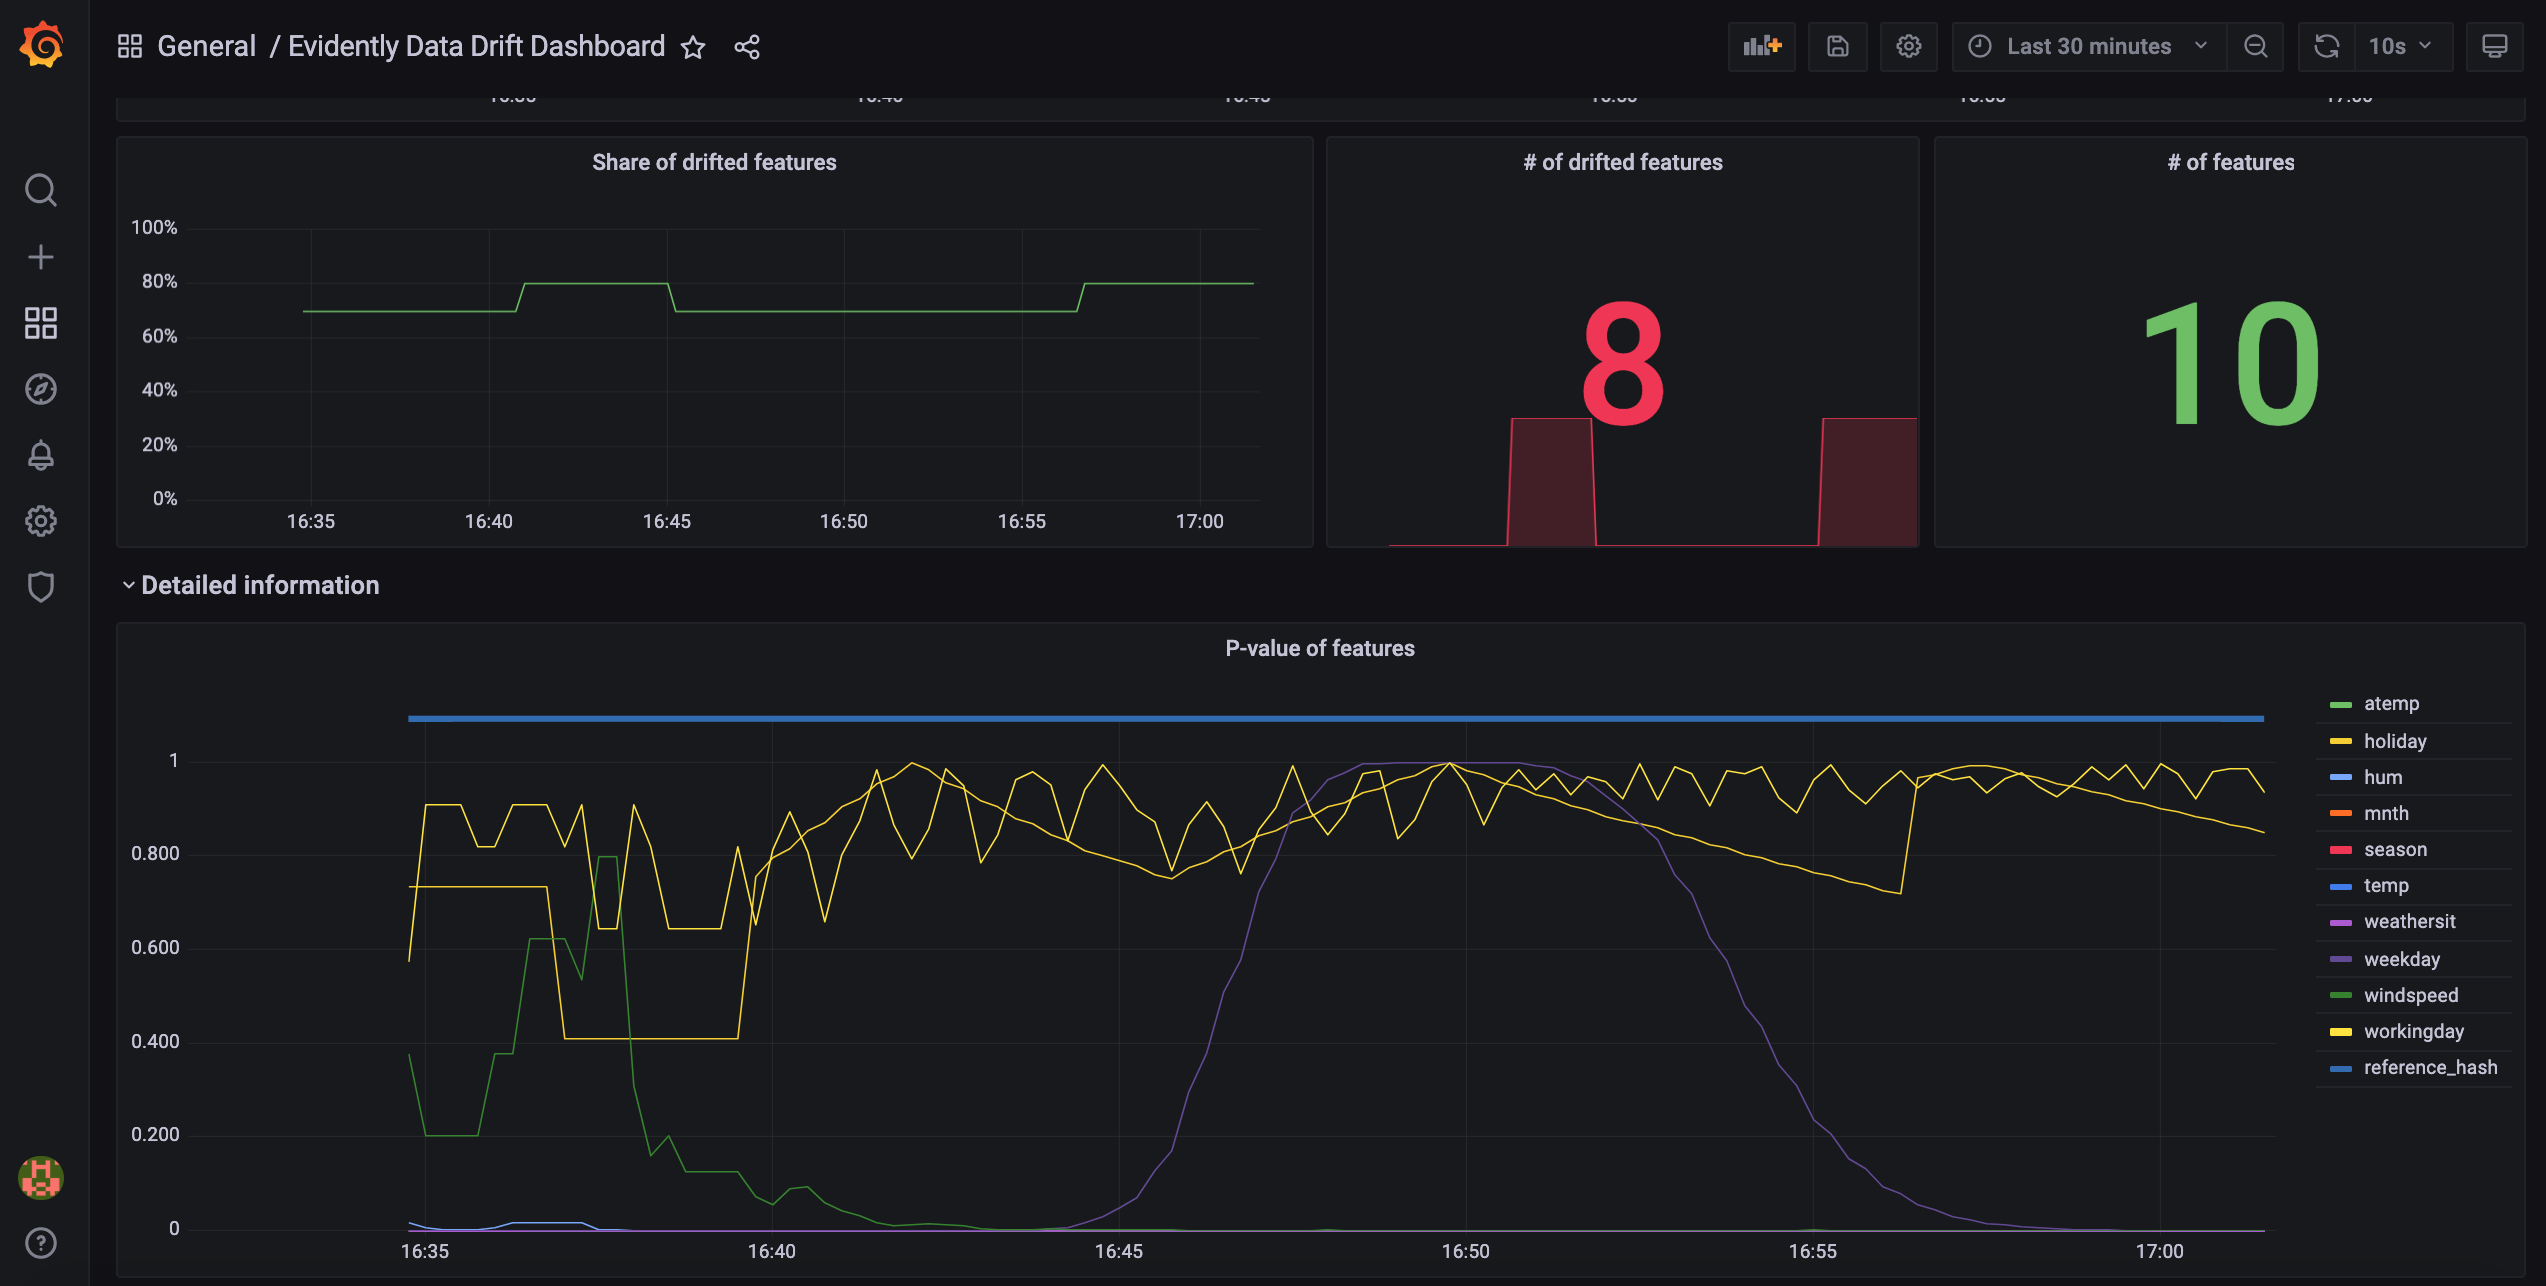 General / Evidently Data Drift Dashboard
Last 30 minutes
10s
Share of drifted features
100%
80%
60%
40%
20%
0%
16:35 16:40 16:45 16:50 16:55 17:00
# of drifted features
8
# of features
10
Detailed information
P-value of features
1
0.800
0.600
0.400
0.200
0
16:35 16:40 16:45 16:50 16:55 17:00
atemp
holiday
hum
mnth
season
temp
weathersit
weekday
windspeed
workingday
reference_hash